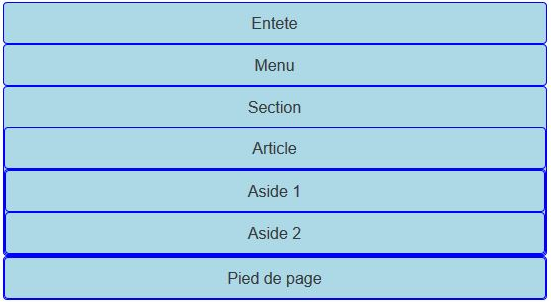 Entete
Menu
Section
Article
Aside 1
Aside 2
Pied de page